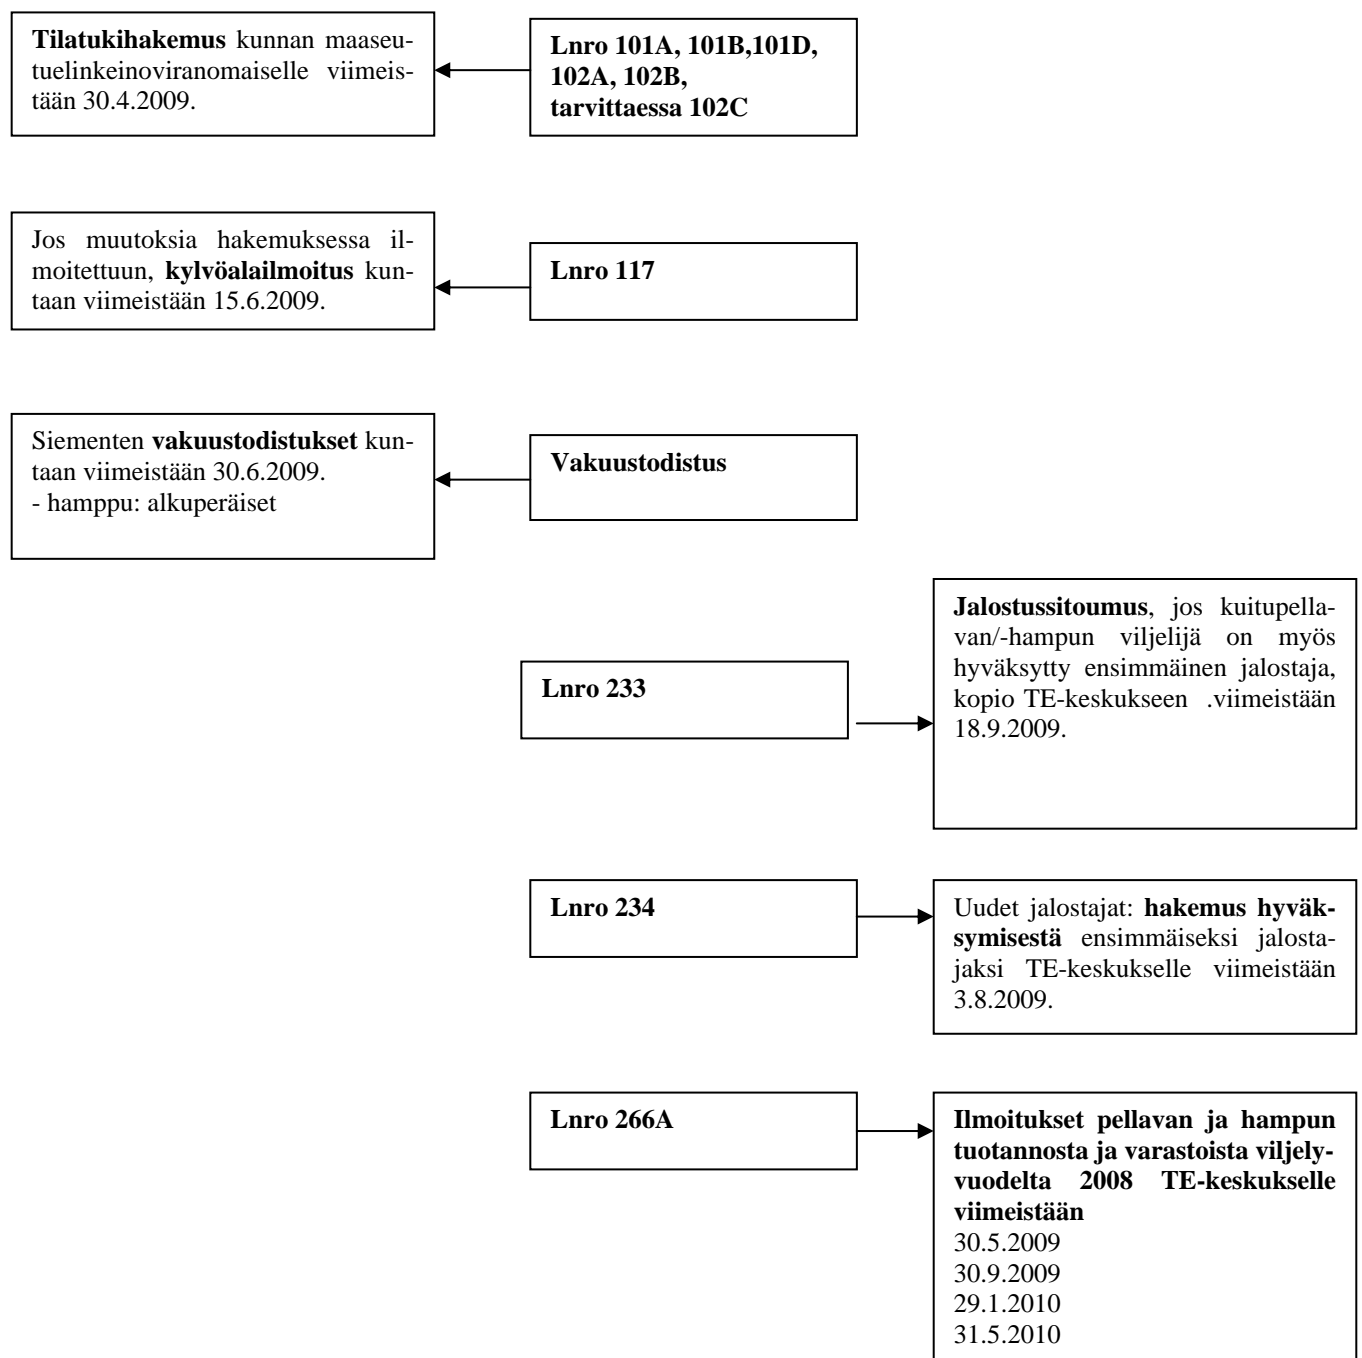 Tilatukihakemus kunnan maaseu-
tuelinkeinoviranomaiselle viimeis-
tään 30.4.2009.
Lnro 101A, 101B,101D,
102A, 102B,
tarvittaessa 102C
Jos muutoksia hakemuksessa il-
moitettuun, kylvöalailmoitus kun-
taan viimeistään 15.6.2009.
Lnro 117
Siementen vakuustodistukset kun-
taan viimeistään 30.6.2009.
- hamppu: alkuperäiset
Vakuustodistus
Lnro 233
Jalostussitoumus, jos kuitupella-
van/-hampun viljelijä on myös
hyväksytty ensimmäinen jalostaja,
kopio TE-keskukseen .viimeistään
18.9.2009.
Lnro 234
Uudet jalostajat: hakemus hyväk-
symisestä ensimmäiseksi jalosta-
jaksi TE-keskukselle viimeistään
3.8.2009.
Lnro 266A
Ilmoitukset pellavan ja hampun
tuotannosta ja varastoista viljely-
vuodelta 2008 TE-keskukselle
viimeistään
30.5.2009
30.9.2009
29.1.2010
31.5.2010